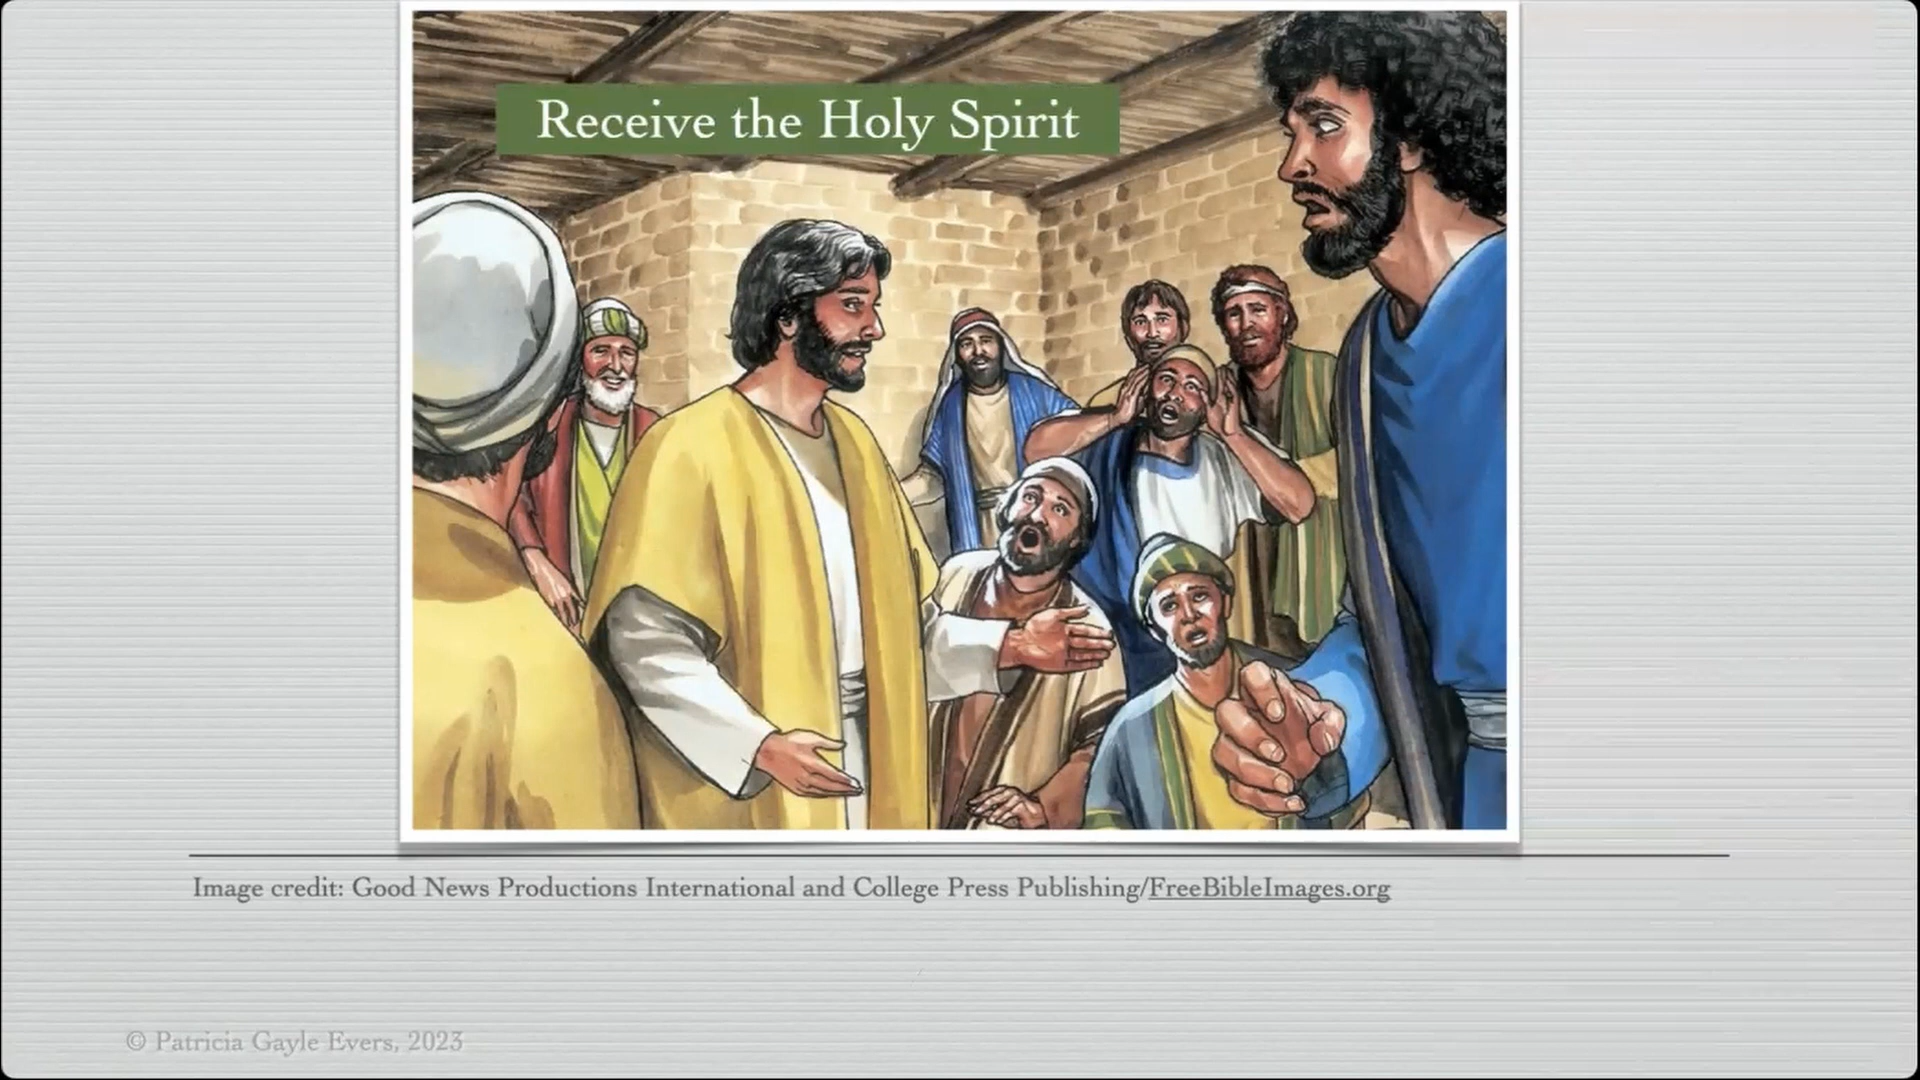 Receive the Holy Spirit
Image credit: Good News Productions International and College Press Publishing/FreeBibleImages.org
© Patricia Gayle Evers, 2023